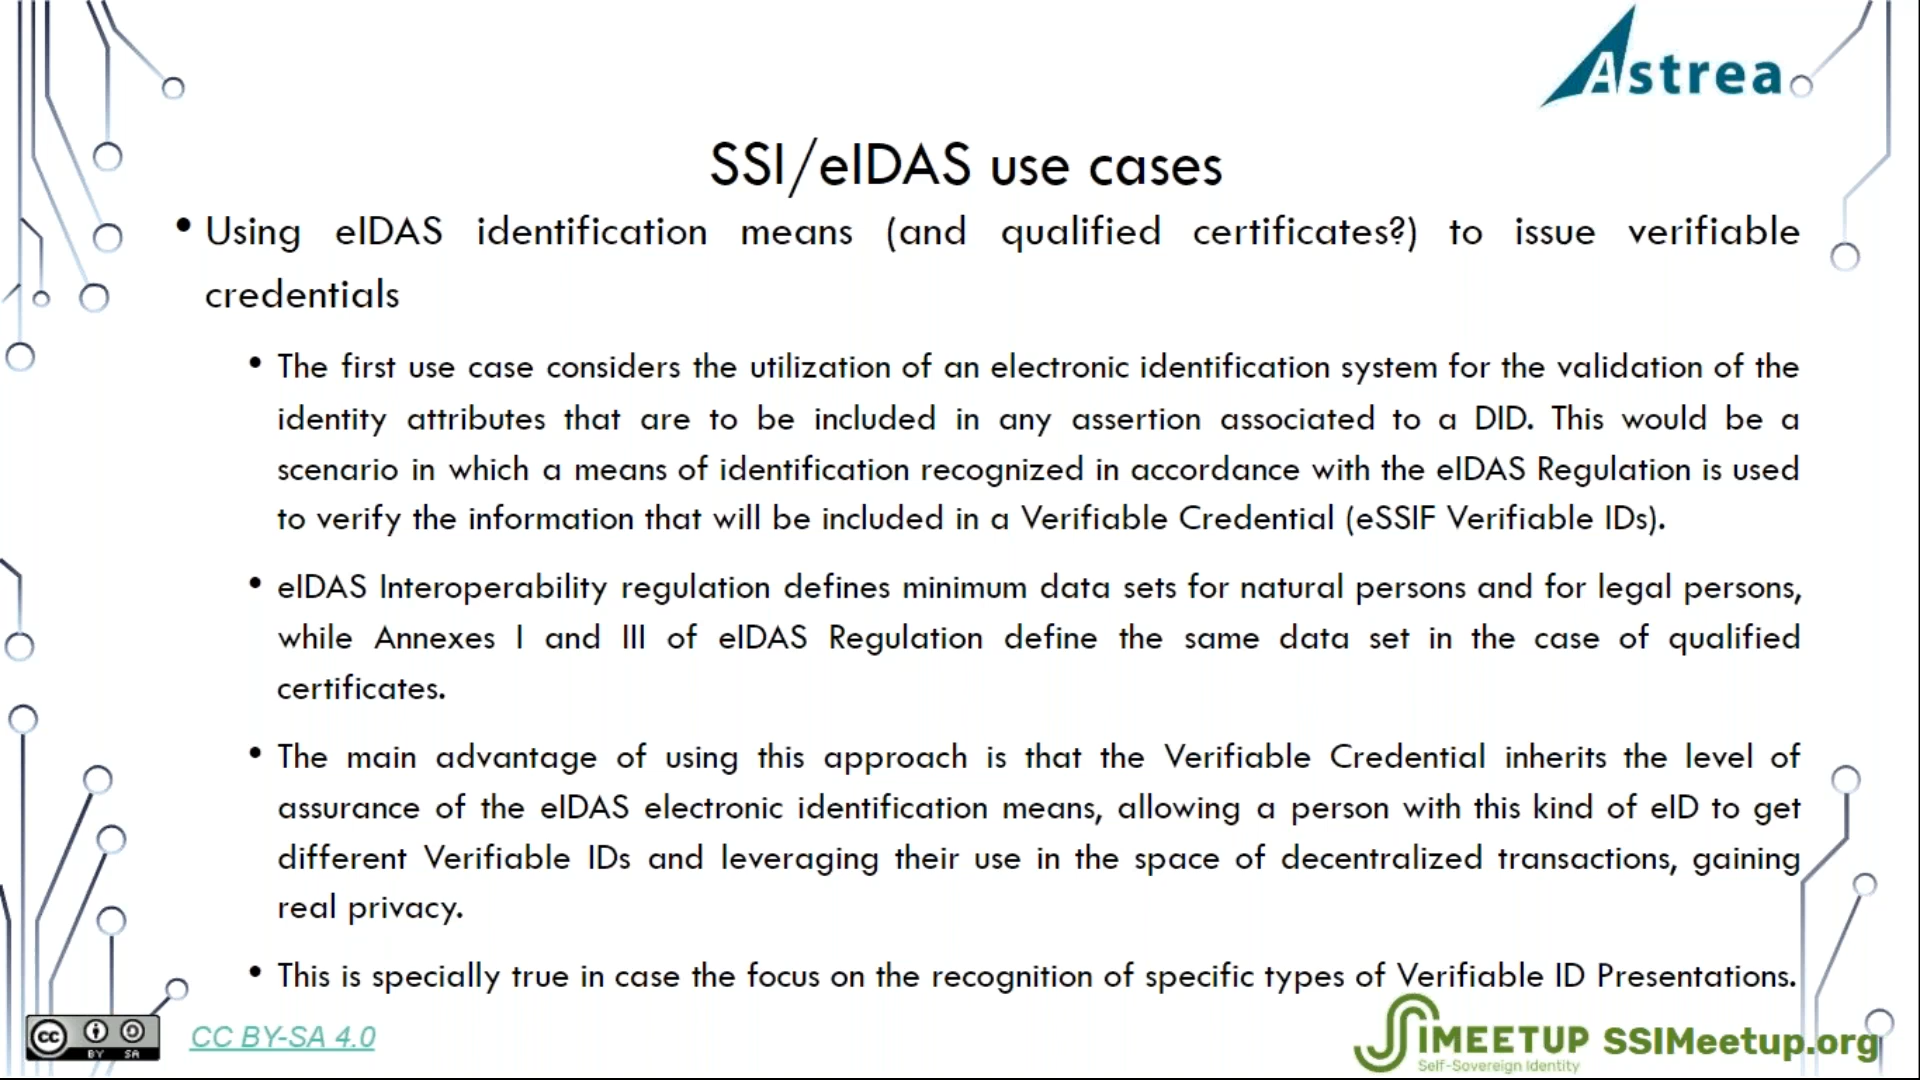 Astrea
SSI/eIDAS use cases
• Using eIDAS identification means (and qualified certificates?) to issue verifiable
credentials
• The first use case considers the utilization of an electronic identification system for the validation of the
identity attributes that are to be included in any assertion associated to a DID. This would be a
scenario in which a means of identification recognized in accordance with the eIDAS Regulation is used
to verify the information that will be included in a Verifiable Credential (eSSIF Verifiable IDs).
• eIDAS Interoperability regulation defines minimum data sets for natural persons and for legal persons,
while Annexes I and III of eIDAS Regulation define the same data set in the case of qualified
certificates.
• The main advantage of using this approach is that the Verifiable Credential inherits the level of
assurance of the eIDAS electronic identification means, allowing a person with this kind of eID to get
different Verifiable IDs and leveraging their use in the space of decentralized transactions, gaining
real privacy.
• This is specially true in case the focus on the recognition of specific types of Verifiable ID Presentations.
CC BY SA
CC BY-SA 4.0
SSIMEETUP SSIMeetup.org
Self-Sovereign Identity